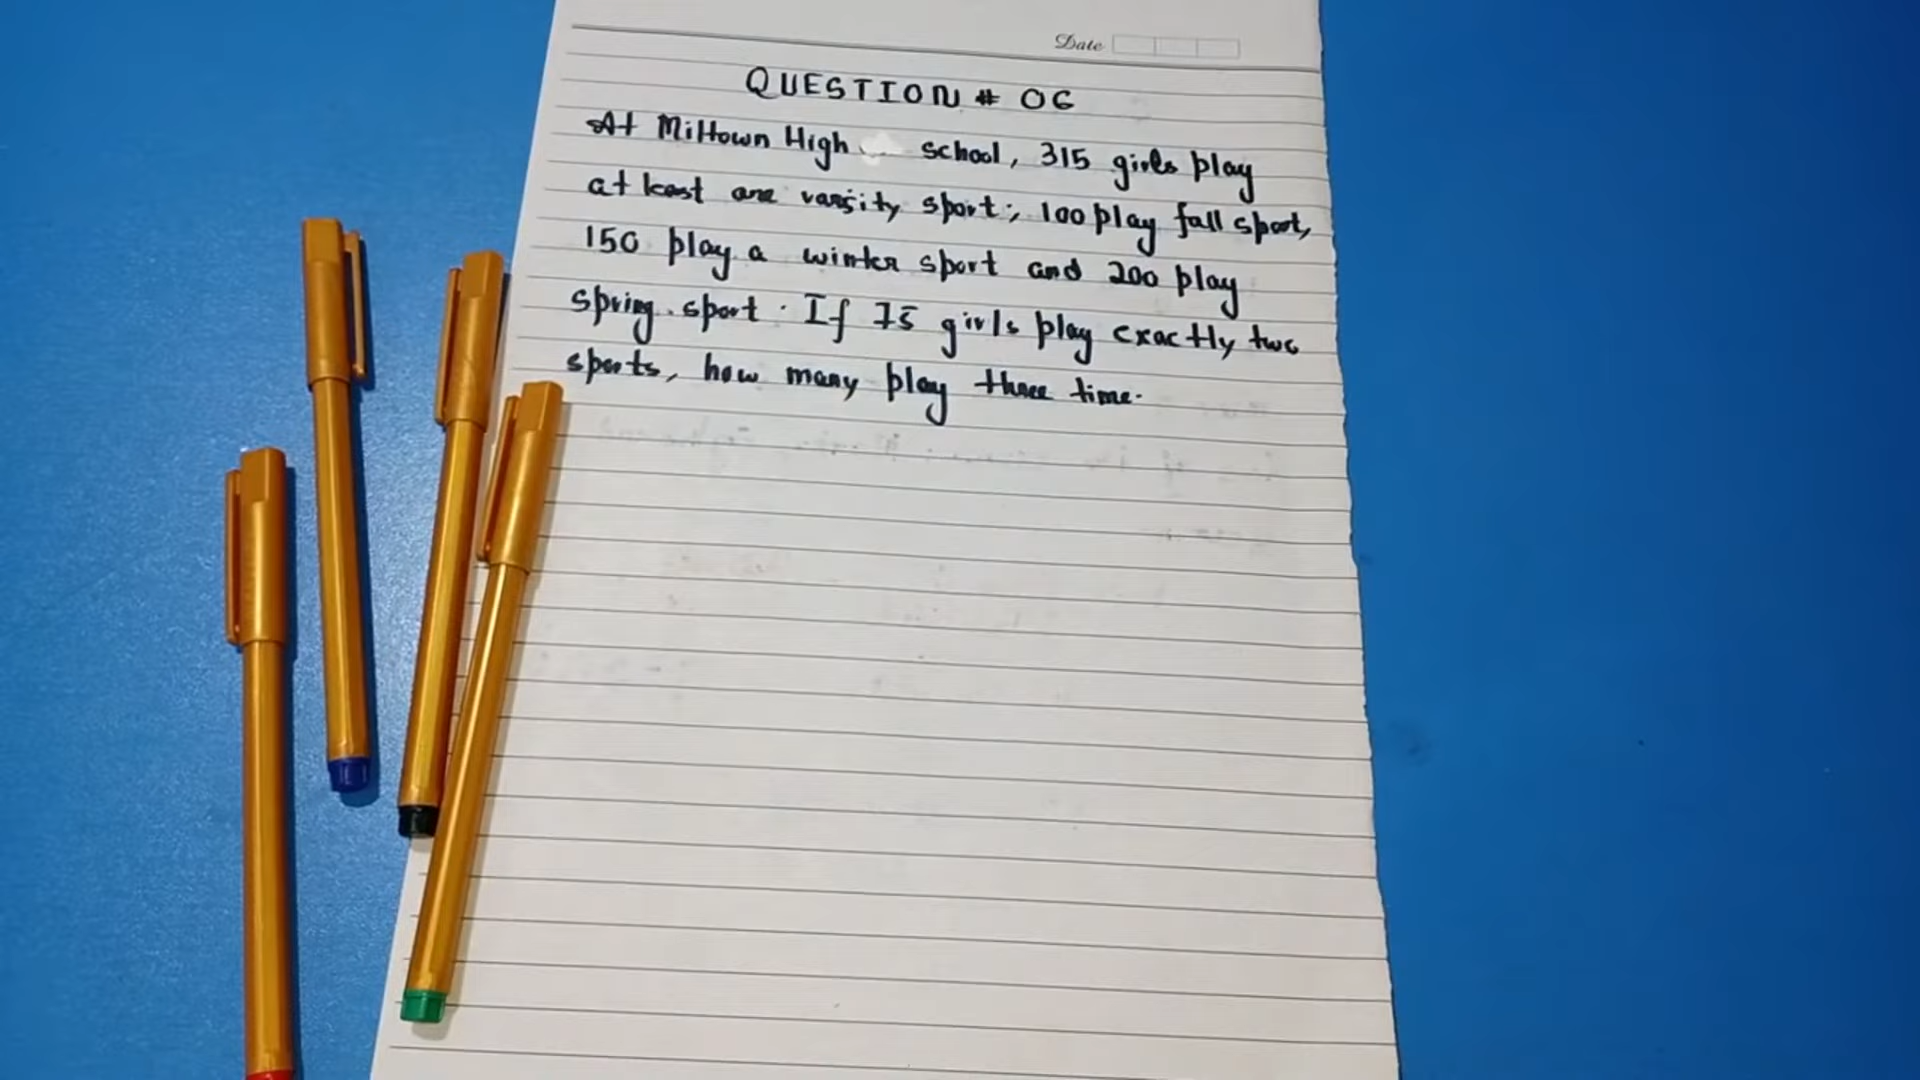 Date
QUESTION # 06
At Miltown High school, 315 girls play
at least one varsity sport; 100 play fall sport,
150 play a winter sport and 200 play
spring sport. If 75 girls play exactly two
sports, how many play three time.